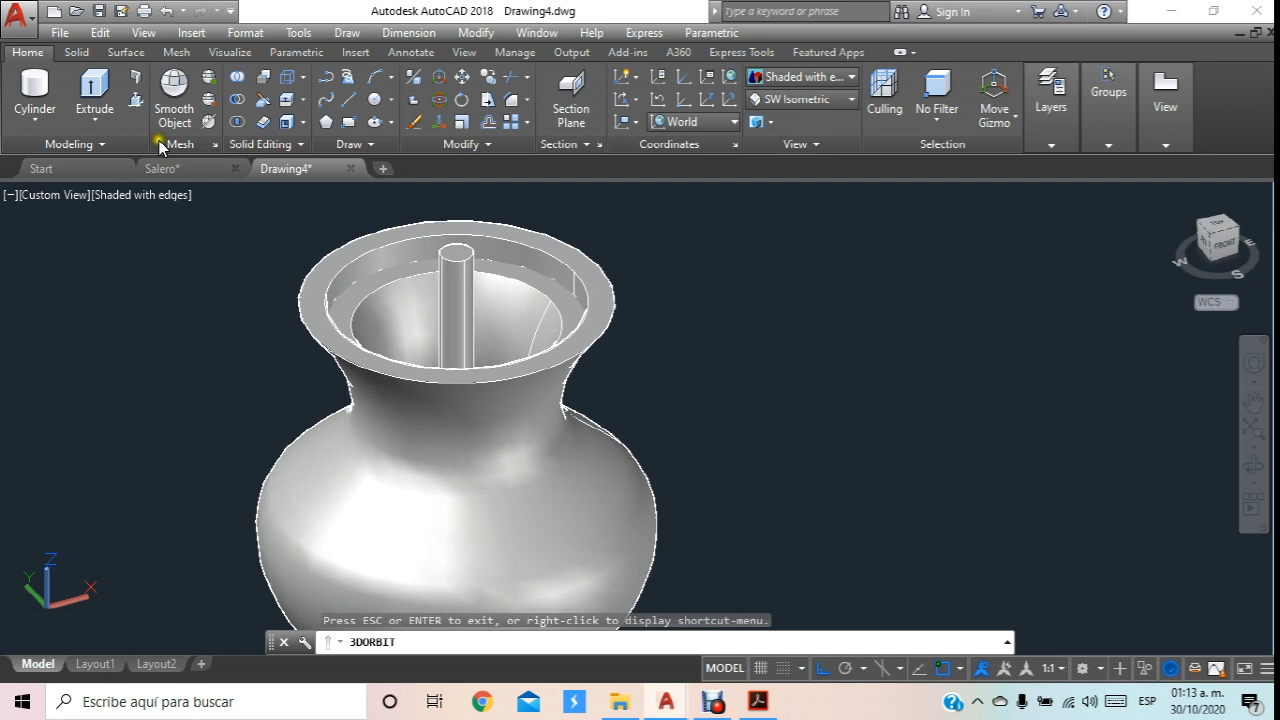 Autodesk AutoCAD 2018 Drawing4.dwg
Type a keyword or phrase
Sign In
File Edit View Insert Format Tools Draw Dimension Modify Window Help Express Parametric
Home Solid Surface Mesh Visualize Parametric Insert Annotate View Manage Output Add-ins A360 Express Tools Featured Apps
Cylinder Extrude Smooth Object
Section Plane
Shaded with e...
SW Isometric
World
Culling No Filter Move Gizmo
Layers Groups View
Modeling Mesh Solid Editing Draw Modify Section Coordinates View Selection
Start Salero* Drawing4*
[−][Custom View][Shaded with edges]
TOP
FRONT
W S E
WCS
Z
Y X
Press ESC or ENTER to exit, or right-click to display shortcut-menu.
3DORBIT
Model Layout1 Layout2 +
MODEL 1:1
Escribe aquí para buscar
ESP
01:13 a. m.
30/10/2020
7